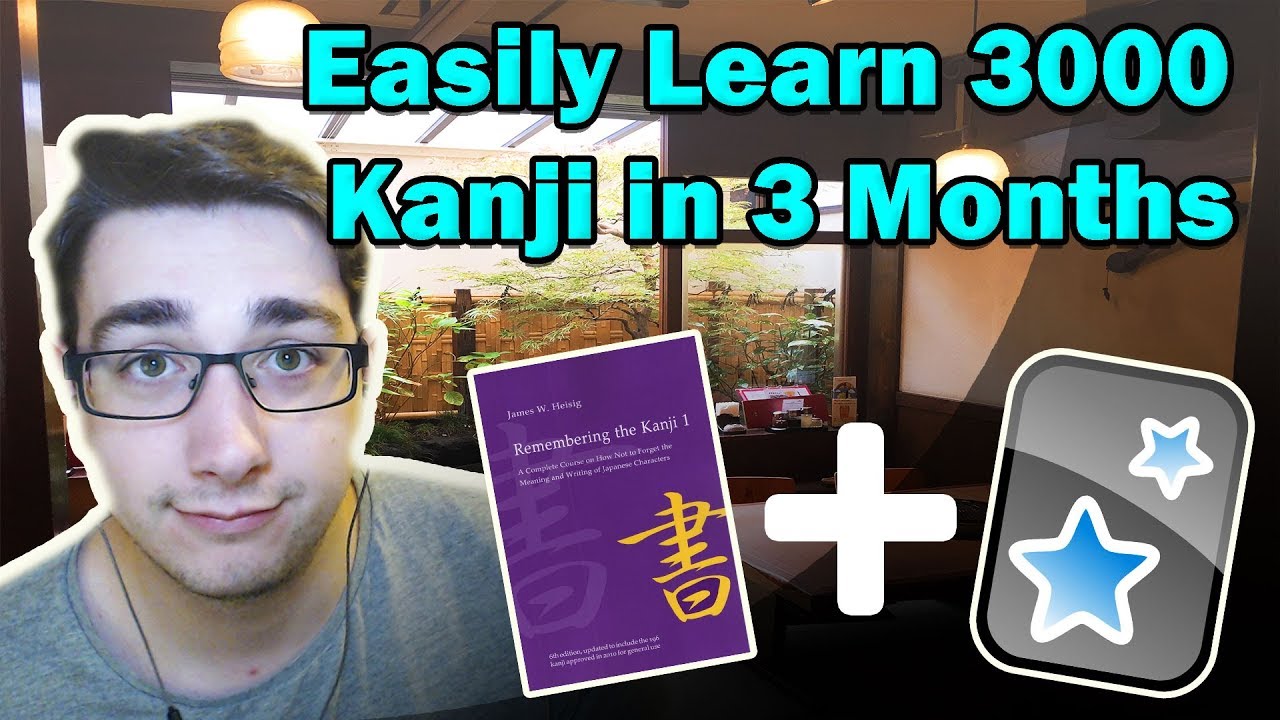 Easily Learn 3000
Kanji in 3 Months
James W. Heisig
Remembering the Kanji 1
A Complete Course on How Not to Forget the
Meaning and Writing of Japanese Characters
書
書
6th edition, updated to include the 196
kanji approved in 2010 for general use